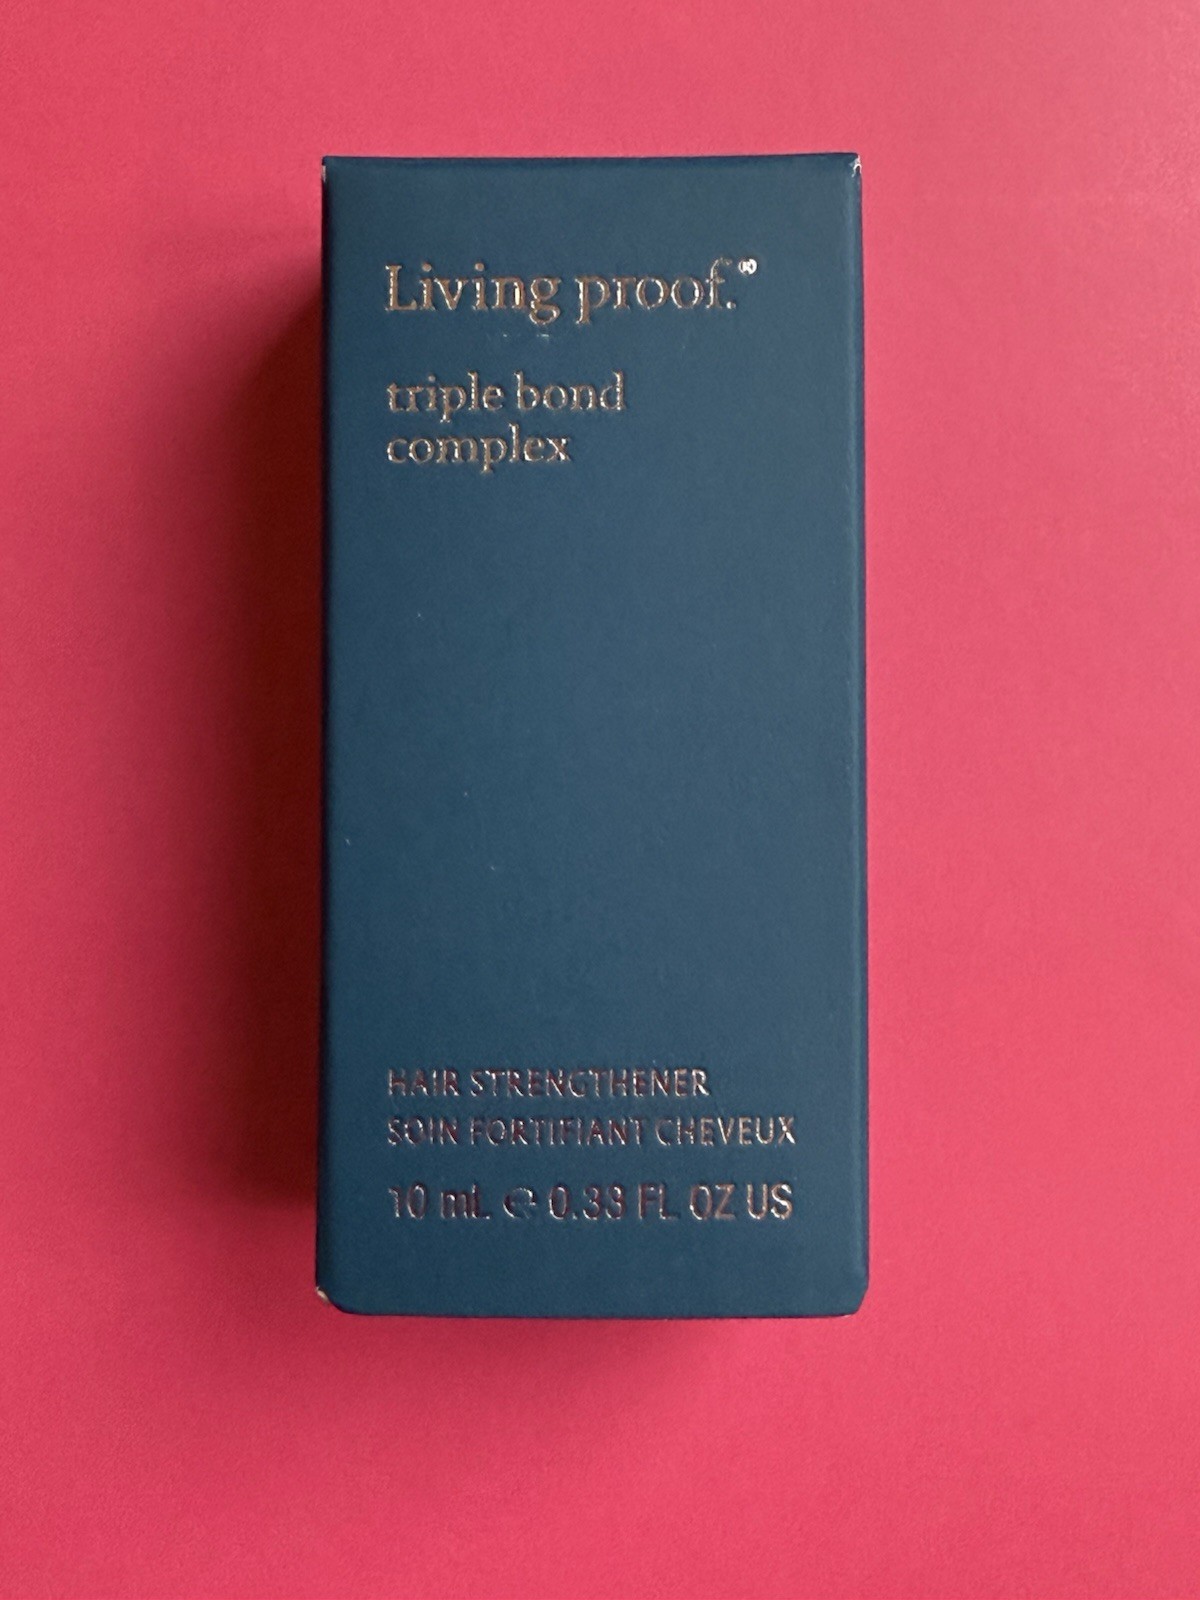 Living proof.®
triple bond
complex
HAIR STRENGTHENER
SOIN FORTIFIANT CHEVEUX
10 mL ℮ 0.33 FL OZ US